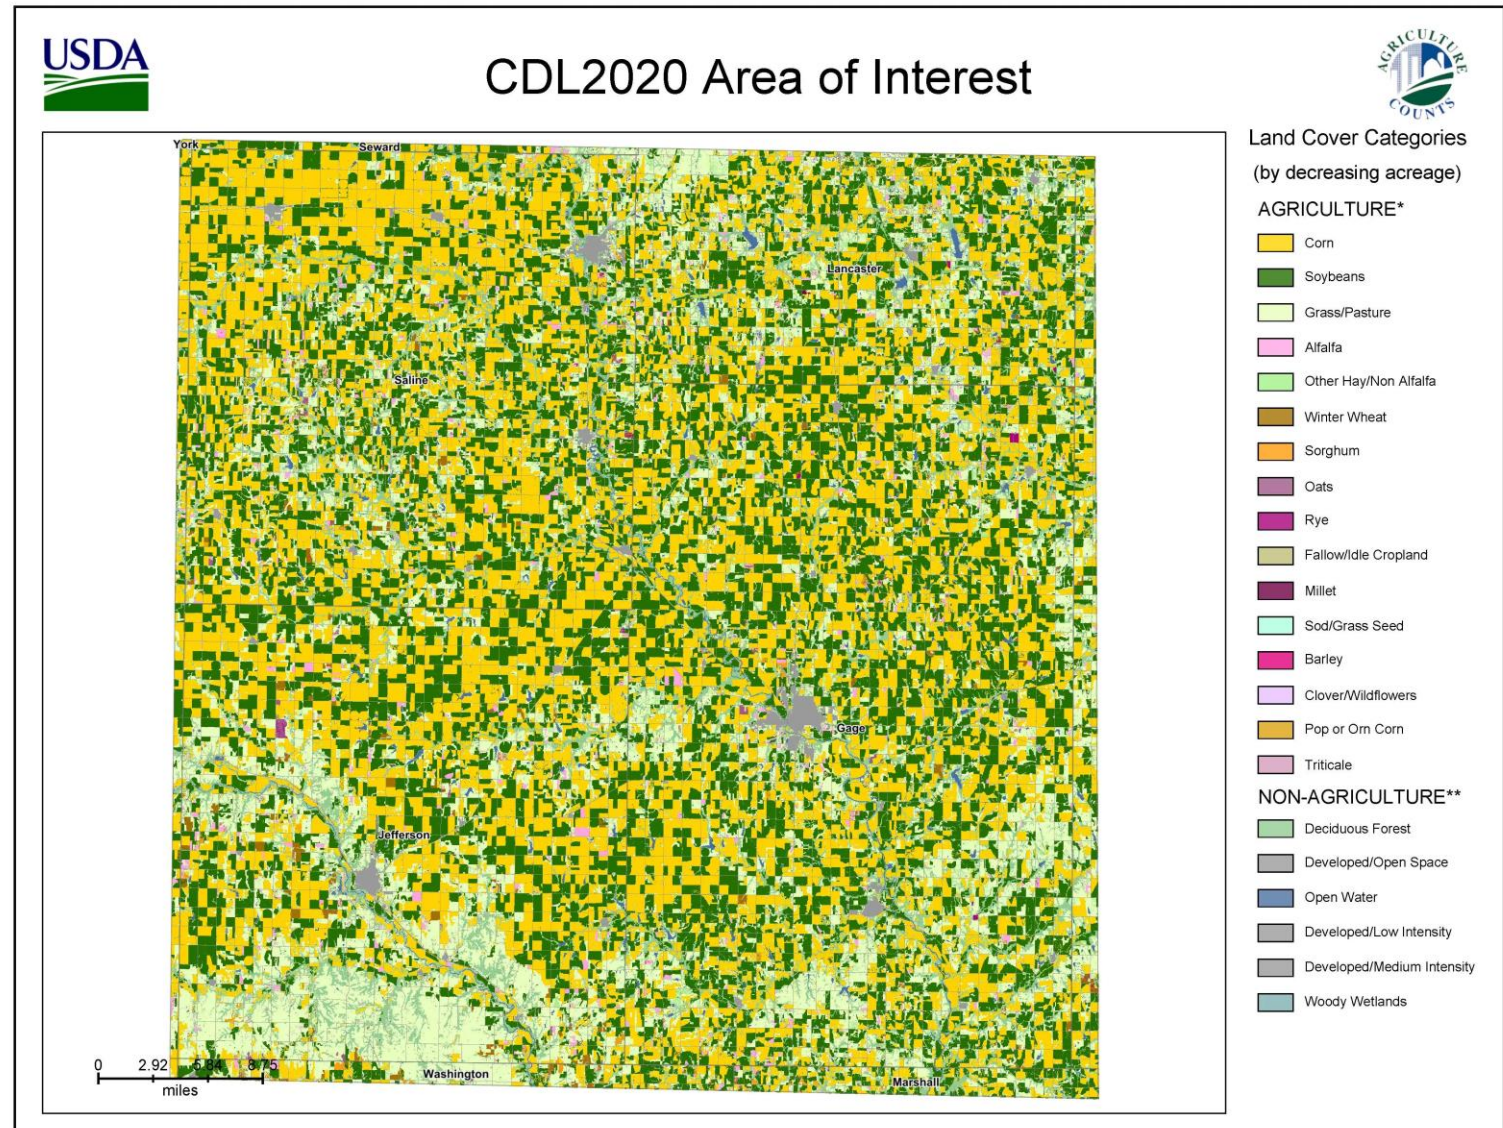 USDA
CDL2020 Area of Interest
AGRICULTURE
COUNTS
Land Cover Categories
(by decreasing acreage)
AGRICULTURE*
Corn
Soybeans
Grass/Pasture
Alfalfa
Other Hay/Non Alfalfa
Winter Wheat
Sorghum
Oats
Rye
Fallow/Idle Cropland
Millet
Sod/Grass Seed
Barley
Clover/Wildflowers
Pop or Orn Corn
Triticale
NON-AGRICULTURE**
Deciduous Forest
Developed/Open Space
Open Water
Developed/Low Intensity
Developed/Medium Intensity
Woody Wetlands
York
Seward
Lancaster
Saline
Gage
Jefferson
Washington
Marshall
0 2.92 5.84 8.75
miles